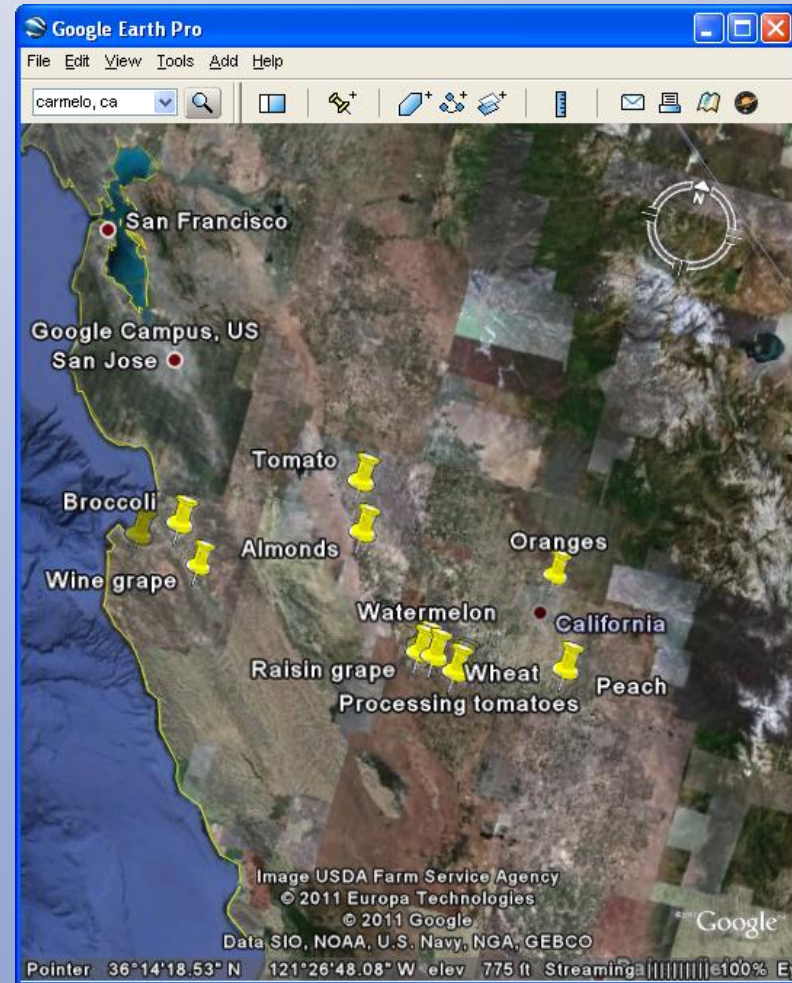 Google Earth Pro
File Edit View Tools Add Help
carmelo, ca
N
San Francisco
Google Campus, US
San Jose
Tomato
Broccoli
Almonds
Oranges
Wine grape
Watermelon
California
Raisin grape
Wheat
Peach
Processing tomatoes
Image USDA Farm Service Agency
© 2011 Europa Technologies
© 2011 Google
Data SIO, NOAA, U.S. Navy, NGA, GEBCO
Google
Pointer 36°14'18.53" N 121°26'48.08" W elev 775 ft Streaming 100%